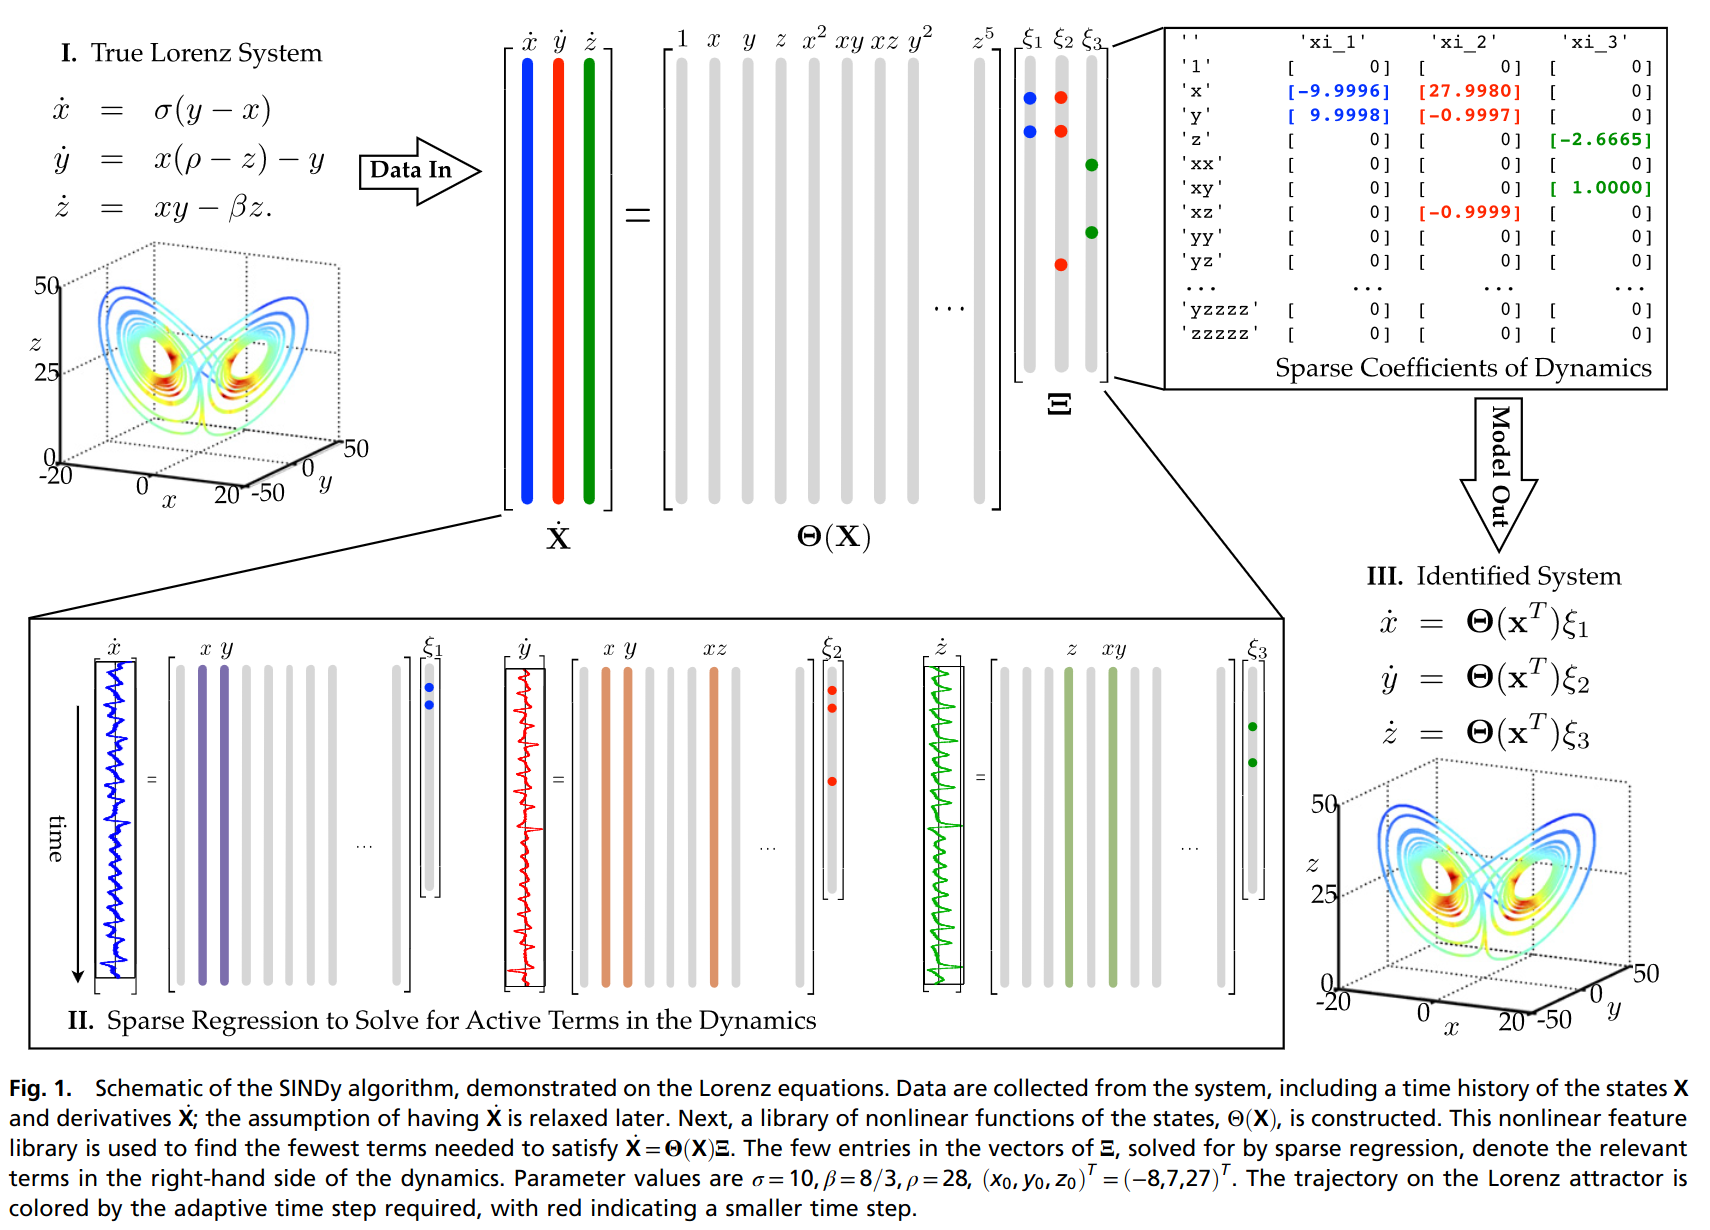 I. True Lorenz System
ẋ = σ(y − x)
ẏ = x(ρ − z) − y
ż = xy − βz.
50
25
0
z
-20
0
20
x
-50
0
50
y
Data In
ẋ ẏ ż
Ẋ
=
1 x y z x² xy xz y² z⁵
...
Θ(X)
ξ₁ ξ₂ ξ₃
Ξ
'' 'xi_1' 'xi_2' 'xi_3'
'1' [ 0] [ 0] [ 0]
'x' [-9.9996] [27.9980] [ 0]
'y' [ 9.9998] [-0.9997] [ 0]
'z' [ 0] [ 0] [-2.6665]
'xx' [ 0] [ 0] [ 0]
'xy' [ 0] [ 0] [ 1.0000]
'xz' [ 0] [-0.9999] [ 0]
'yy' [ 0] [ 0] [ 0]
'yz' [ 0] [ 0] [ 0]
... ... ... ...
'yzzzz' [ 0] [ 0] [ 0]
'zzzzz' [ 0] [ 0] [ 0]
Sparse Coefficients of Dynamics
Model Out
time
ẋ = x y ... ξ₁
ẏ = x y xz ... ξ₂
ż = z xy ... ξ₃
II. Sparse Regression to Solve for Active Terms in the Dynamics
III. Identified System
ẋ = Θ(xᵀ)ξ₁
ẏ = Θ(xᵀ)ξ₂
ż = Θ(xᵀ)ξ₃
50
25
0
z
-20
0
20
x
-50
0
50
y
Fig. 1. Schematic of the SINDy algorithm, demonstrated on the Lorenz equations. Data are collected from the system, including a time history of the states X
and derivatives Ẋ; the assumption of having Ẋ is relaxed later. Next, a library of nonlinear functions of the states, Θ(X), is constructed. This nonlinear feature
library is used to find the fewest terms needed to satisfy Ẋ = Θ(X)Ξ. The few entries in the vectors of Ξ, solved for by sparse regression, denote the relevant
terms in the right-hand side of the dynamics. Parameter values are σ = 10, β = 8/3, ρ = 28, (x₀, y₀, z₀)ᵀ = (−8,7,27)ᵀ. The trajectory on the Lorenz attractor is
colored by the adaptive time step required, with red indicating a smaller time step.